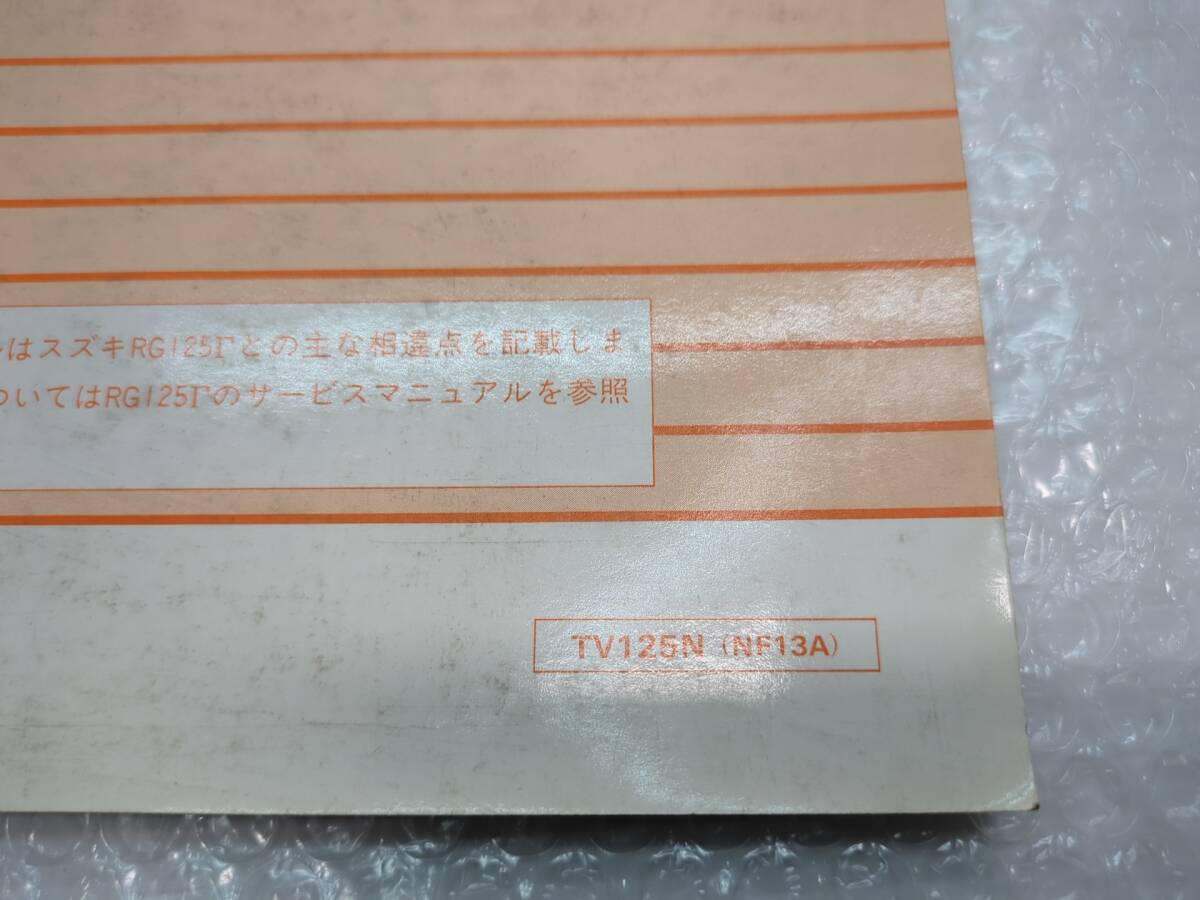 はスズキRG125Γとの主な相違点を記載しま
ついてはRG125Γのサービスマニュアルを参照
TV125N (NF13A)